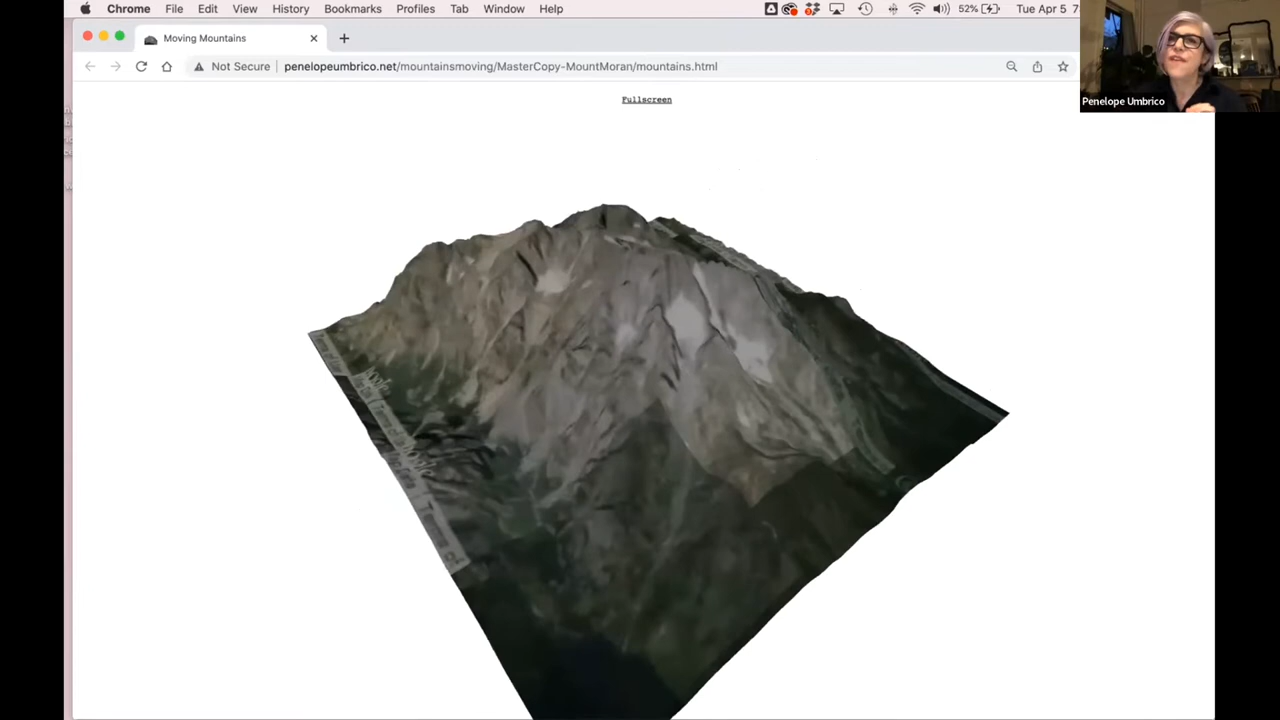 Chrome File Edit View History Bookmarks Profiles Tab Window Help 52% Tue Apr 5 7
Moving Mountains
Not Secure penelopeumbrico.net/mountainsmoving/MasterCopy-MountMoran/mountains.html
Penelope Umbrico
Fullscreen